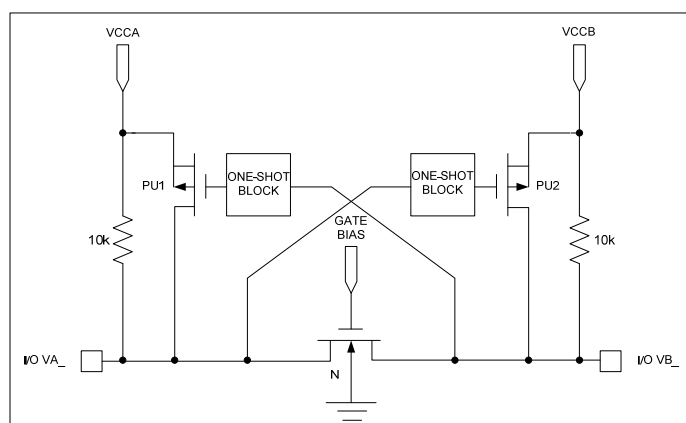 VCCA
VCCB
PU1
ONE-SHOT
BLOCK
ONE-SHOT
BLOCK
PU2
GATE
BIAS
10k
10k
I/O VA_
N
I/O VB_